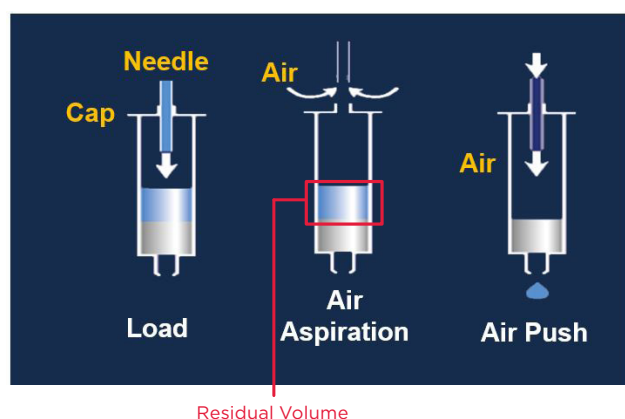 Needle
Cap
Air
Air
Load
Air
Aspiration
Air Push
Residual Volume